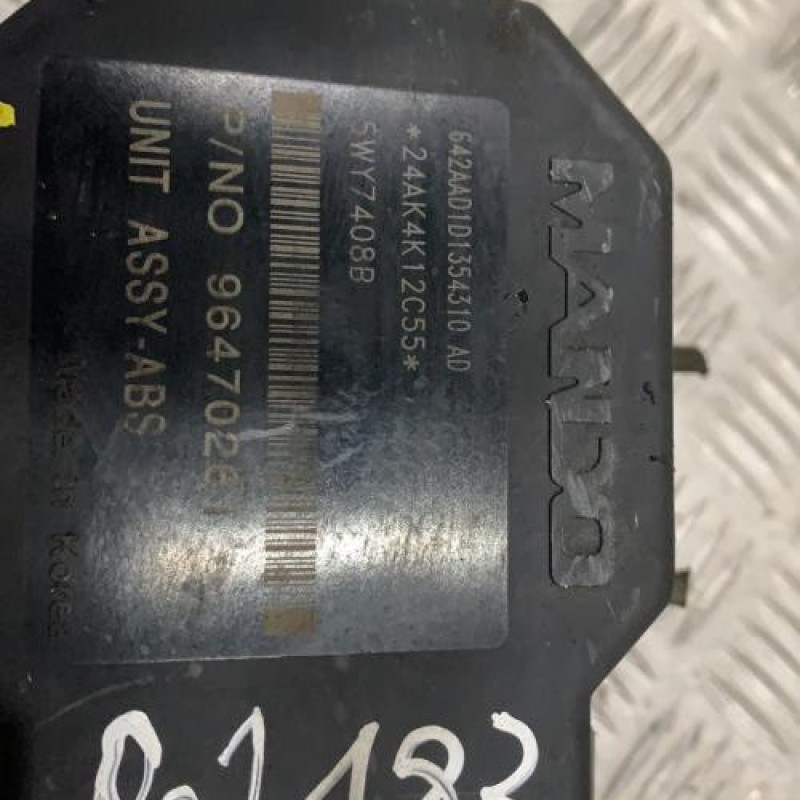 MANDO
642AAD1D1354310 AD
*24AK4K12C55*
5WY7408B
P/NO 96470261
UNIT ASSY-ABS
Made in Korea